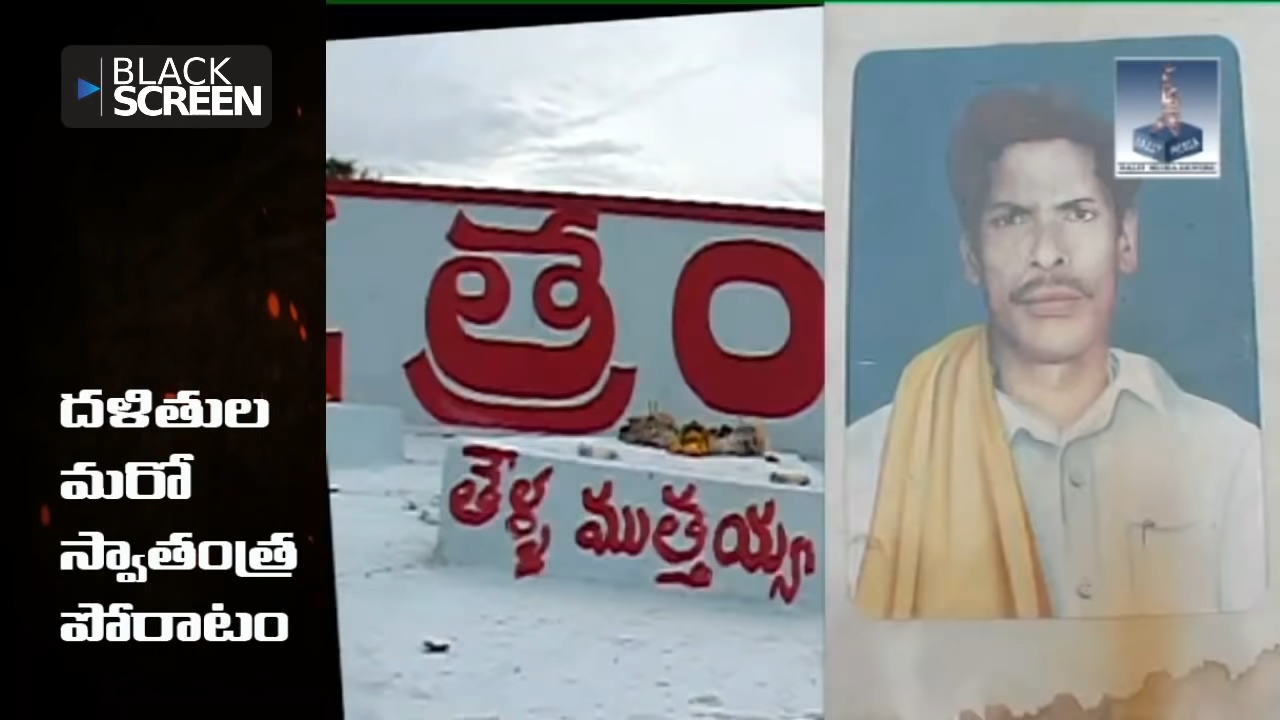 BLACK
SCREEN
దళితుల
మరో
స్వాతంత్ర
పోరాటం
త్రం
తేళ్ళ ముత్తయ్య